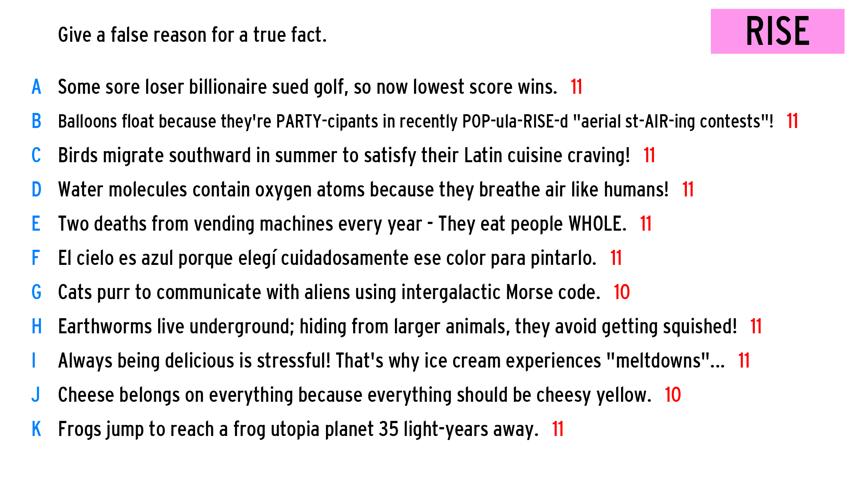 Give a false reason for a true fact.
RISE
A Some sore loser billionaire sued golf, so now lowest score wins. 11
B Balloons float because they're PARTY-cipants in recently POP-ula-RISE-d "aerial st-AIR-ing contests"! 11
C Birds migrate southward in summer to satisfy their Latin cuisine craving! 11
D Water molecules contain oxygen atoms because they breathe air like humans! 11
E Two deaths from vending machines every year - They eat people WHOLE. 11
F El cielo es azul porque elegí cuidadosamente ese color para pintarlo. 11
G Cats purr to communicate with aliens using intergalactic Morse code. 10
H Earthworms live underground; hiding from larger animals, they avoid getting squished! 11
I Always being delicious is stressful! That's why ice cream experiences "meltdowns"... 11
J Cheese belongs on everything because everything should be cheesy yellow. 10
K Frogs jump to reach a frog utopia planet 35 light-years away. 11